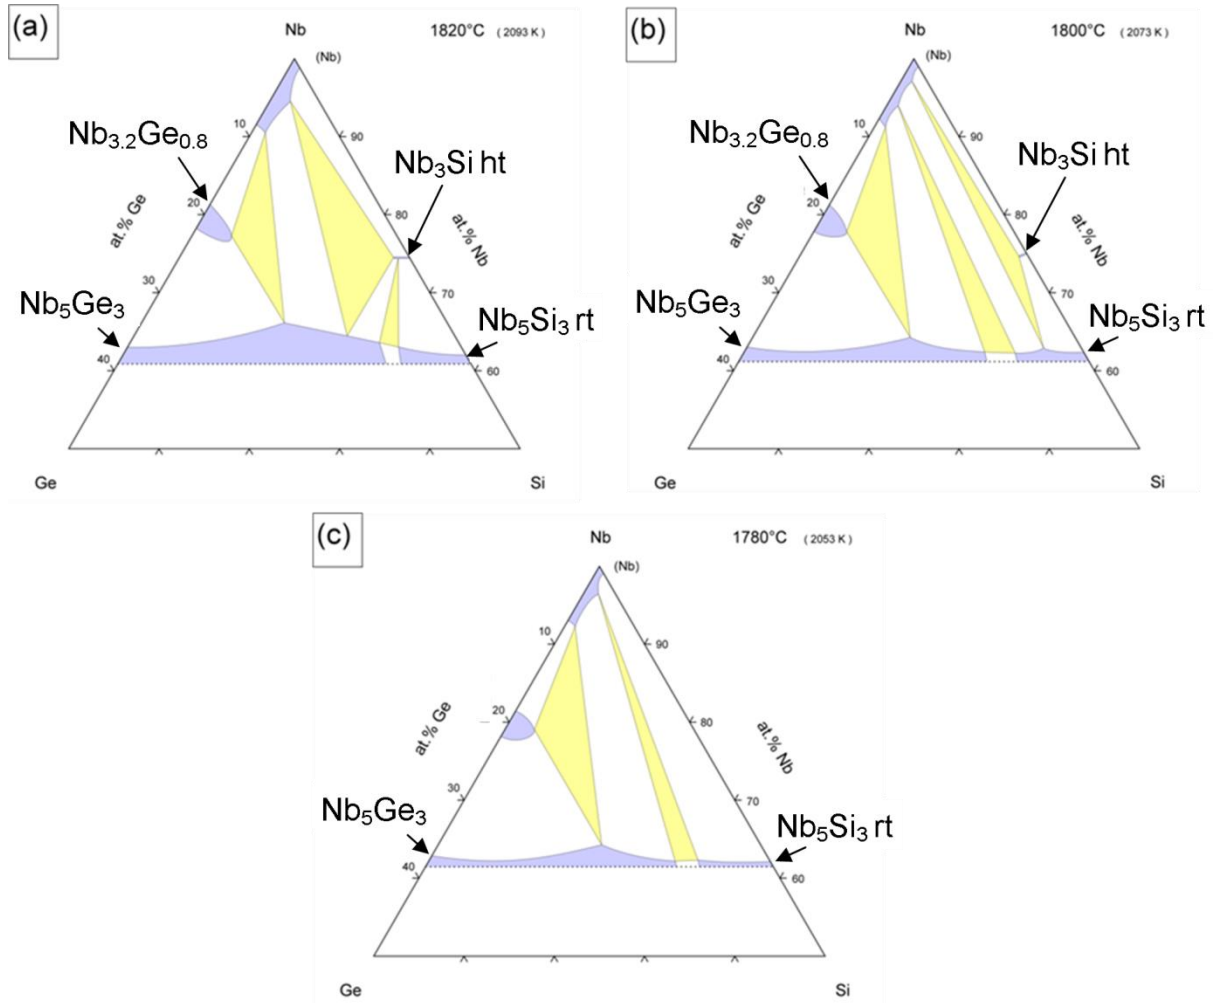 (a)
Nb
1820°C ( 2093 K )
(Nb)
10
90
Nb3.2Ge0.8
Nb3Si ht
20
80
at.% Ge
at.% Nb
30
70
Nb5Ge3
Nb5Si3 rt
40
60
Ge
Si
(b)
Nb
1800°C ( 2073 K )
(Nb)
10
90
Nb3.2Ge0.8
Nb3Si ht
20
80
at.% Ge
at.% Nb
30
70
Nb5Ge3
Nb5Si3 rt
40
60
Ge
Si
(c)
Nb
1780°C ( 2053 K )
(Nb)
10
90
20
80
at.% Ge
at.% Nb
30
70
Nb5Ge3
Nb5Si3 rt
40
60
Ge
Si